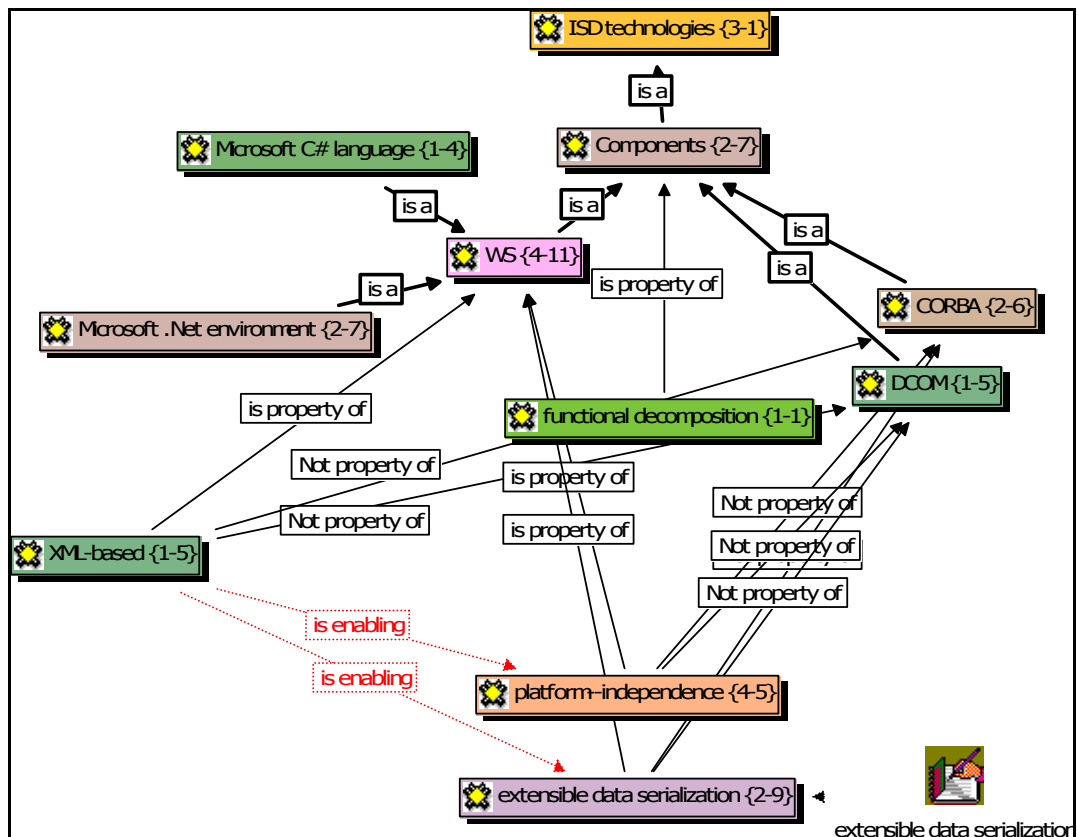 ISD technologies {3-1}
is a
Microsoft C# language {1-4}
Components {2-7}
is a
is a
is a
WS {4-11}
is a
is property of
is a
CORBA {2-6}
Microsoft .Net environment {2-7}
DCOM {1-5}
is property of
functional decomposition {1-1}
Not property of
is property of
Not property of
Not property of
is property of
Not property of
XML-based {1-5}
Not property of
is enabling
is enabling
platform-independence {4-5}
extensible data serialization {2-9}
extensible data serialization